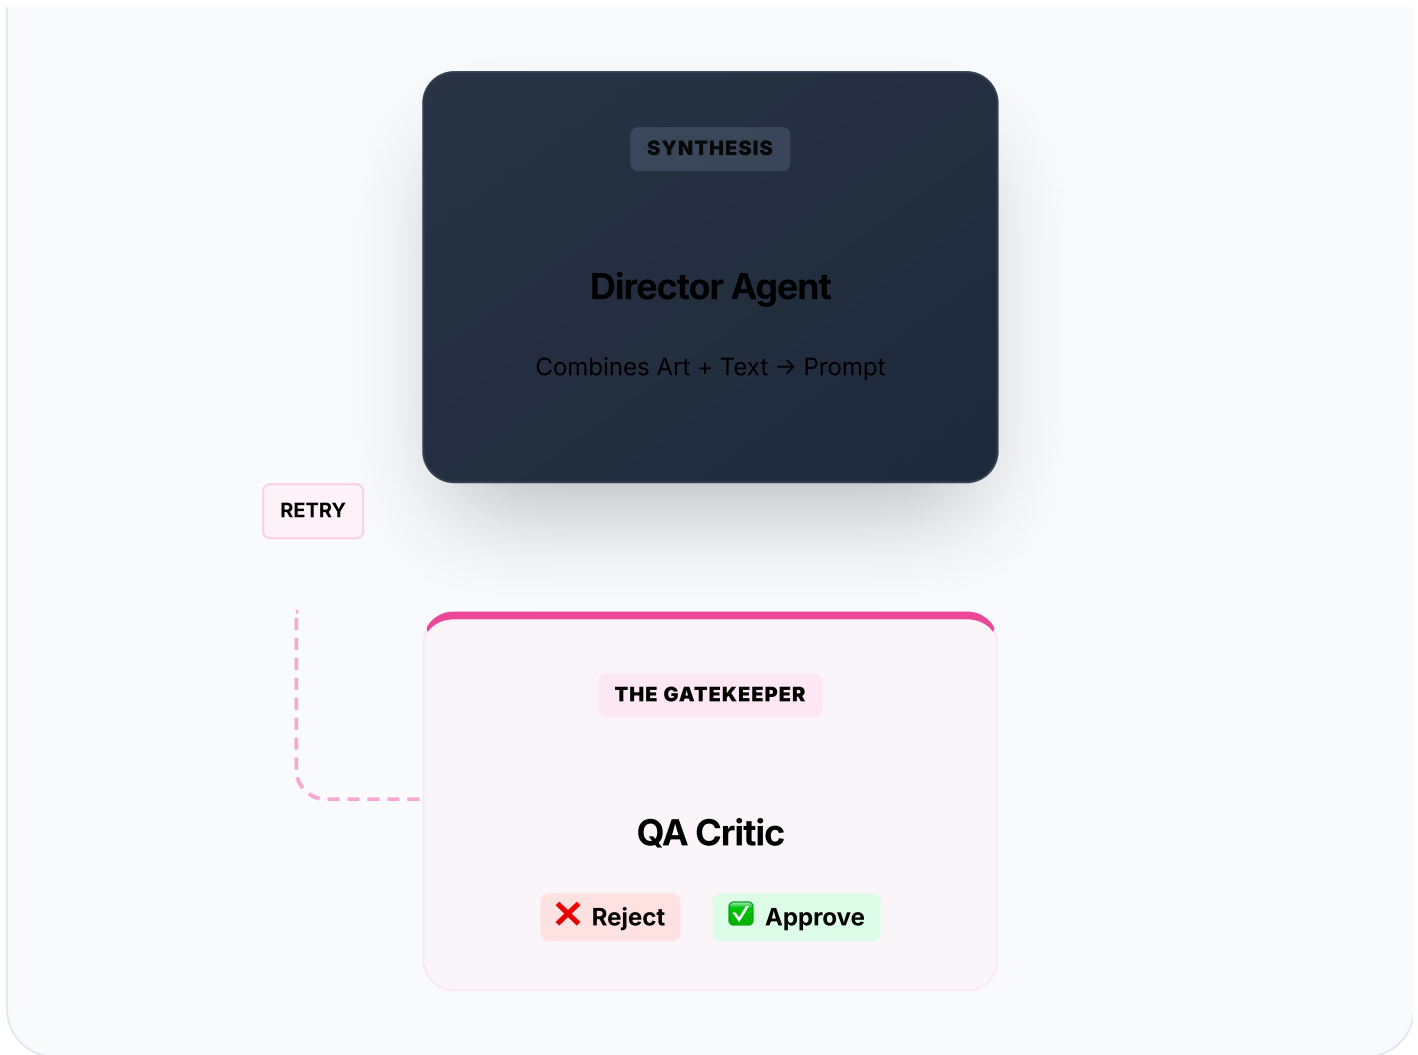 SYNTHESIS
Director Agent
Combines Art + Text → Prompt
RETRY
THE GATEKEEPER
QA Critic
❌ Reject
✅ Approve